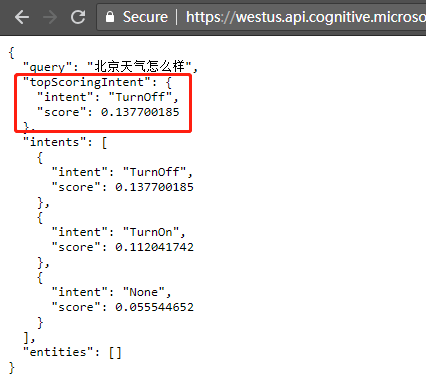 Secure | https://westus.api.cognitive.microso
{
"query": "北京天气怎么样",
"topScoringIntent": {
"intent": "TurnOff",
"score": 0.137700185
},
"intents": [
{
"intent": "TurnOff",
"score": 0.137700185
},
{
"intent": "TurnOn",
"score": 0.112041742
},
{
"intent": "None",
"score": 0.055544652
}
],
"entities": []
}